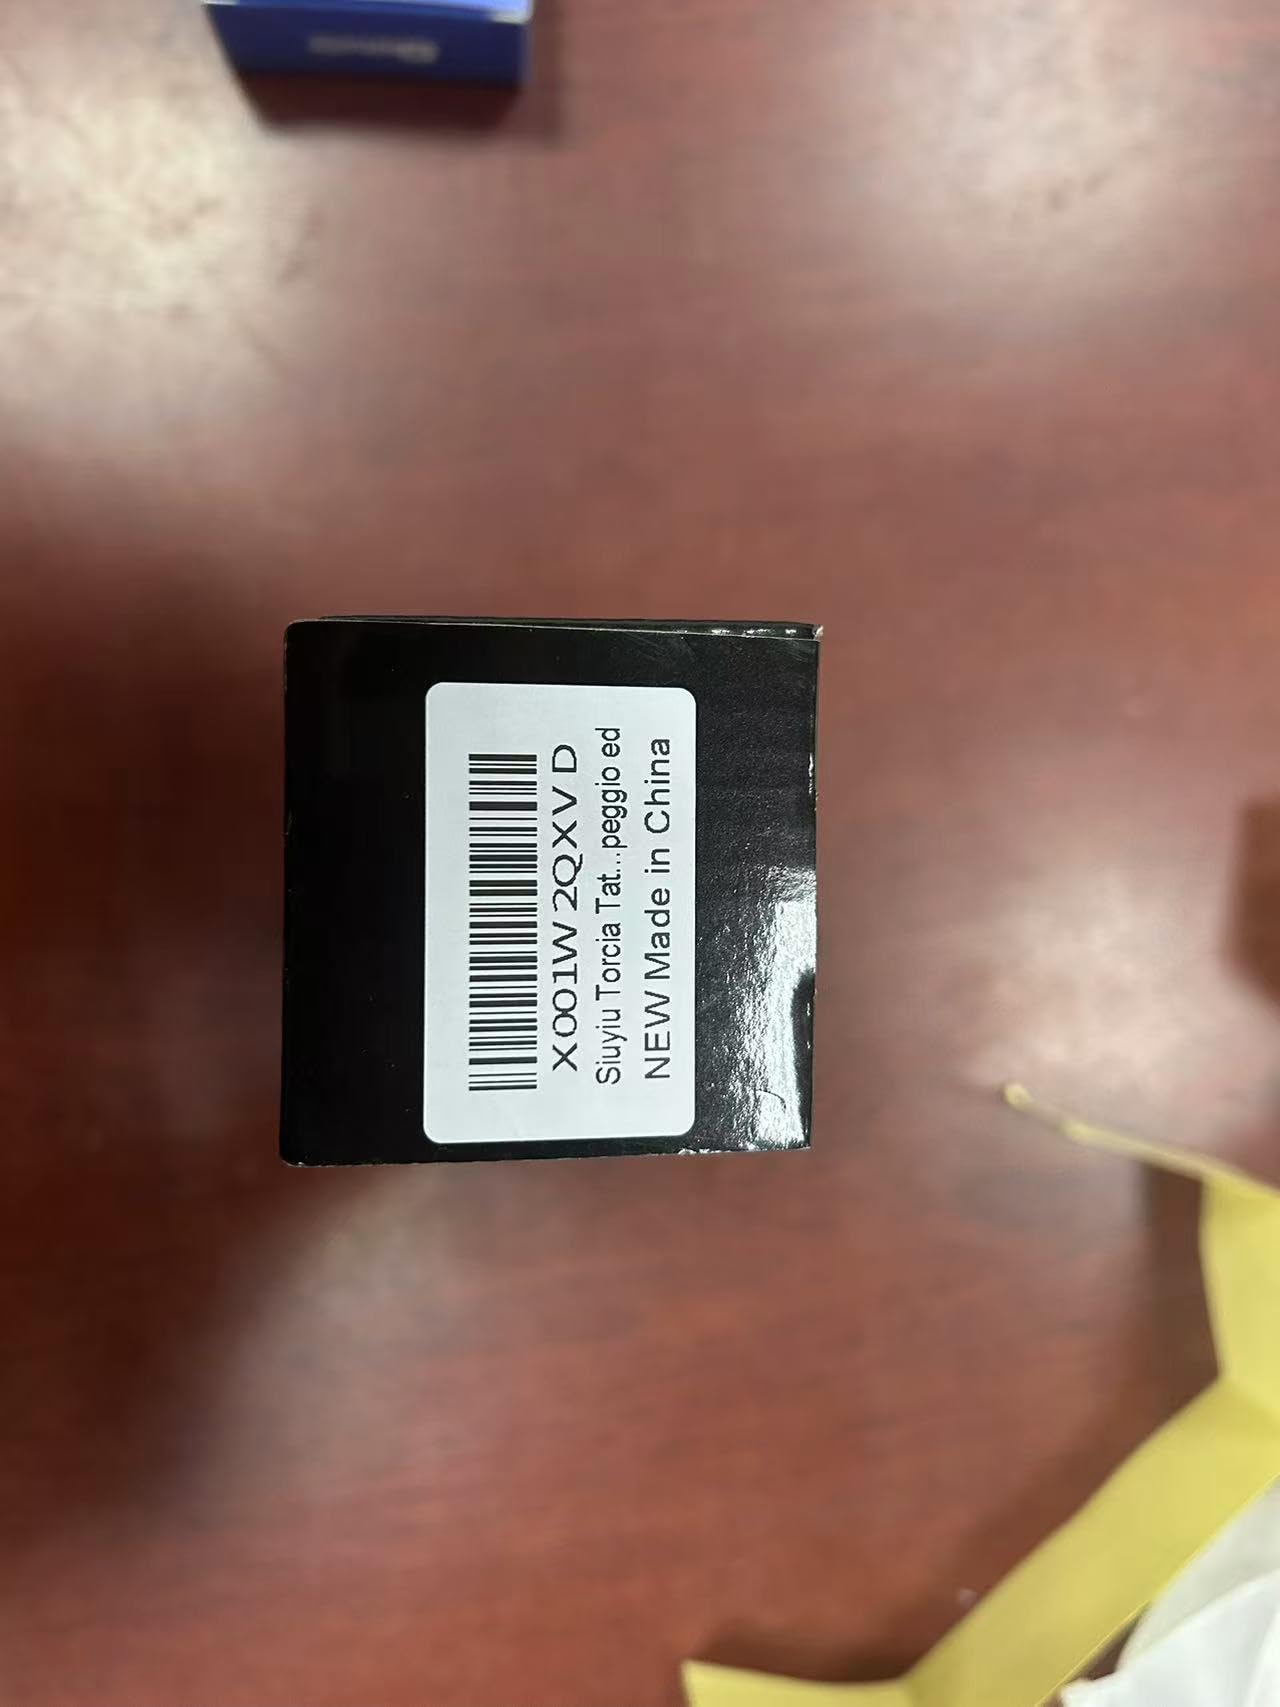 X001W2QXVD
Siuyiu Torcia Tat...peggio ed
NEW Made in China